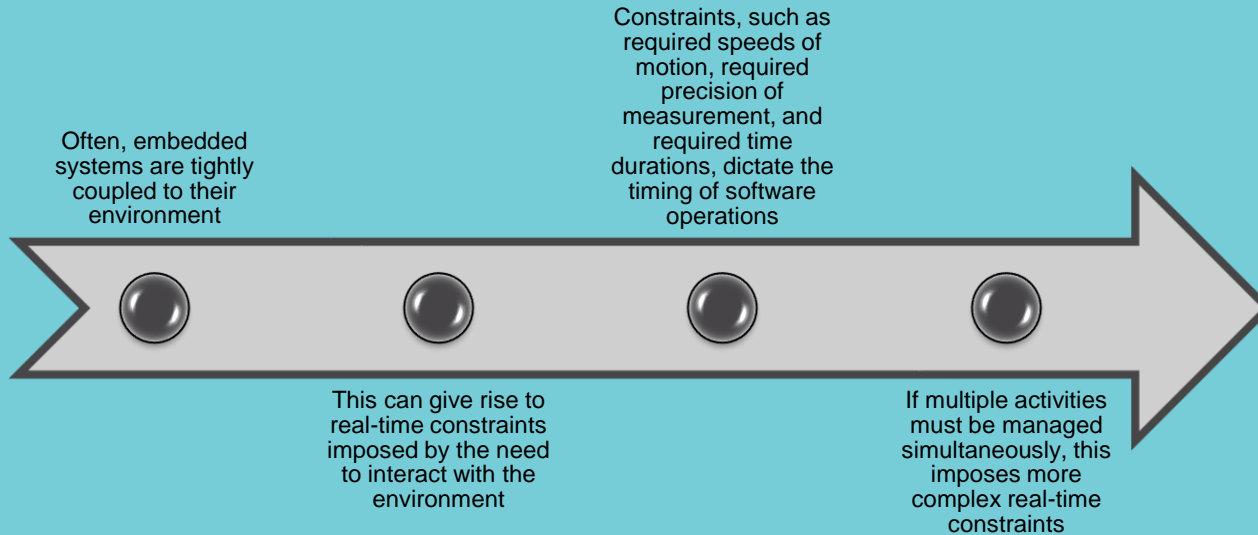 Often, embedded
systems are tightly
coupled to their
environment
This can give rise to
real-time constraints
imposed by the need
to interact with the
environment
Constraints, such as
required speeds of
motion, required
precision of
measurement, and
required time
durations, dictate the
timing of software
operations
If multiple activities
must be managed
simultaneously, this
imposes more
complex real-time
constraints